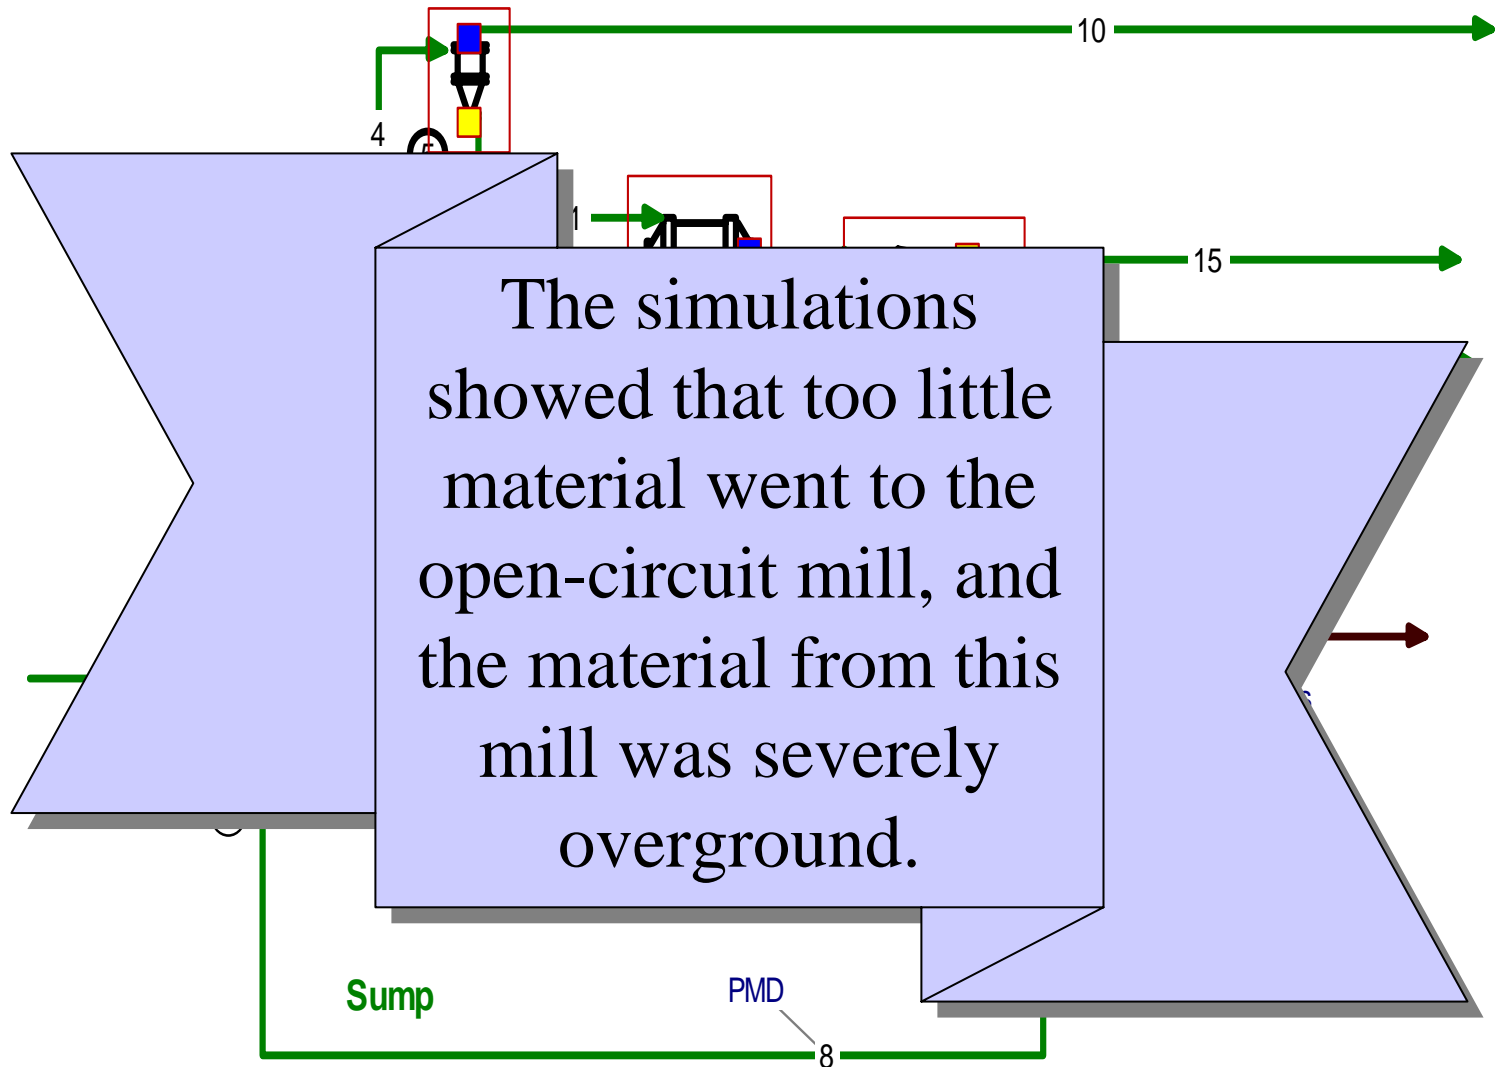 10
4
1
15
The simulations
showed that too little
material went to the
open-circuit mill, and
the material from this
mill was severely
overground.
Sump
PMD
8